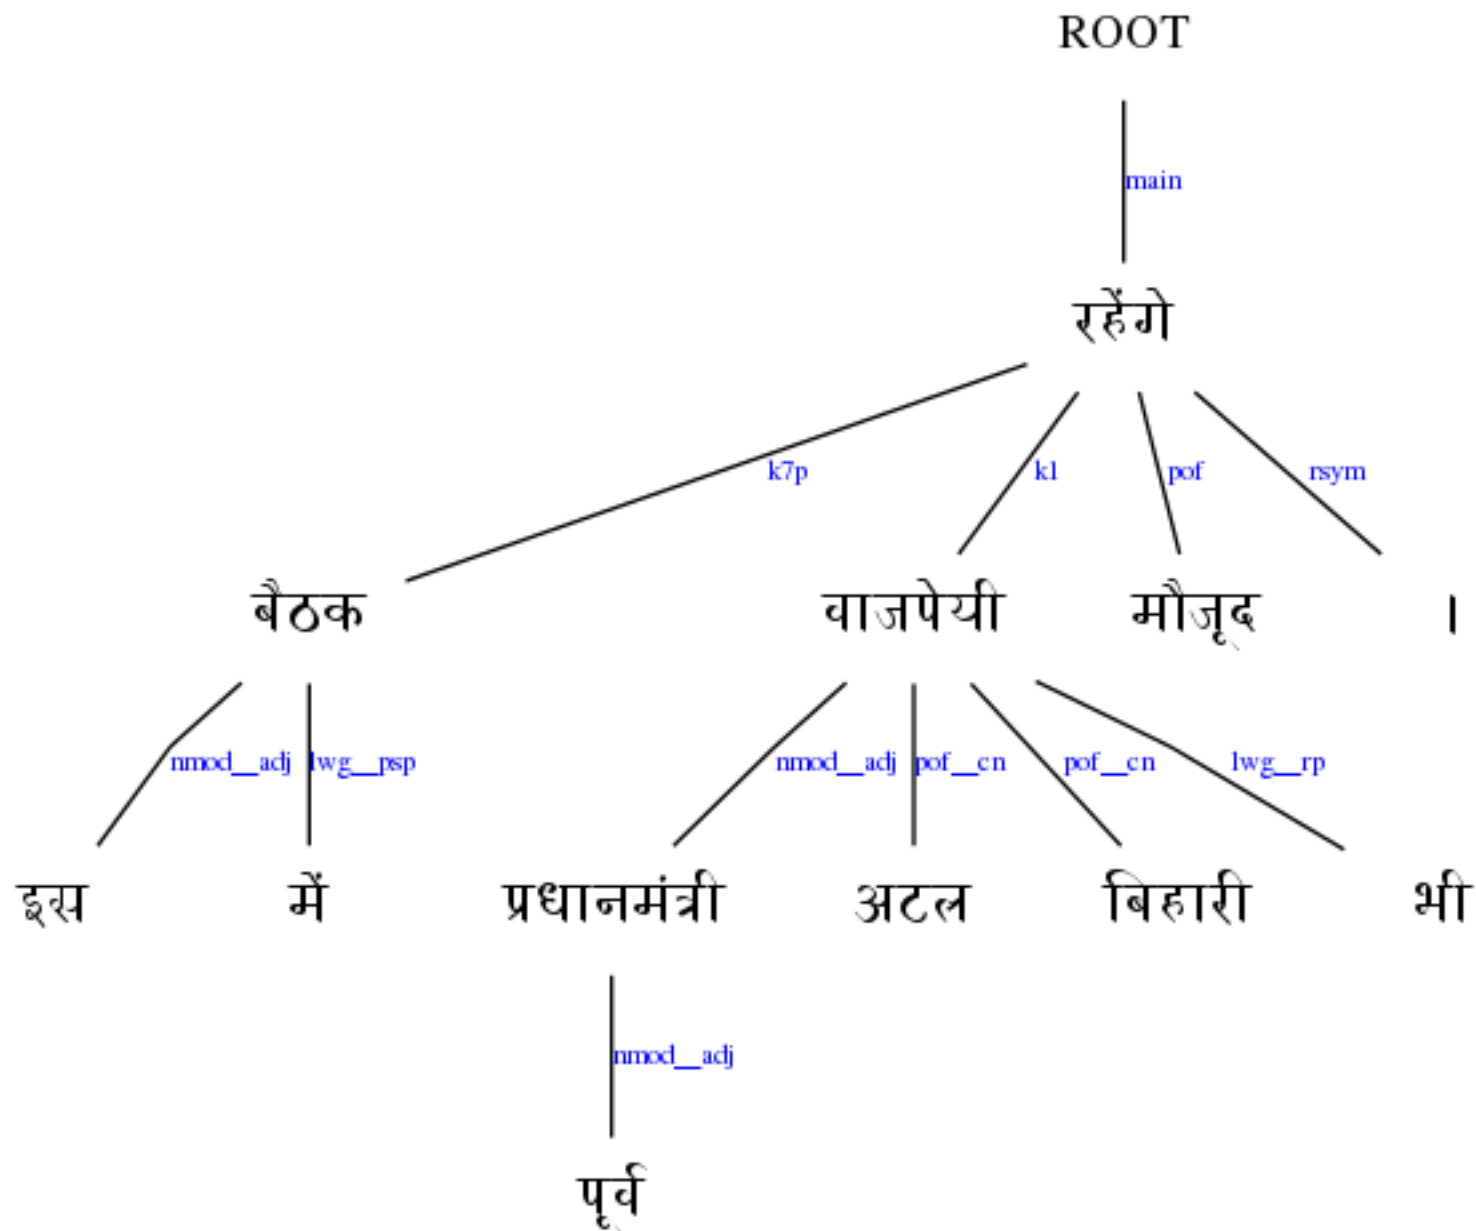 ROOT
main
रहेंगे
k7p k1 pof rsym
बैठक वाजपेयी मौजूद ।
nmod__adj lwg__psp nmod__adj pof__cn pof__cn lwg__rp
इस में प्रधानमंत्री अटल बिहारी भी
nmod__adj
पूर्व